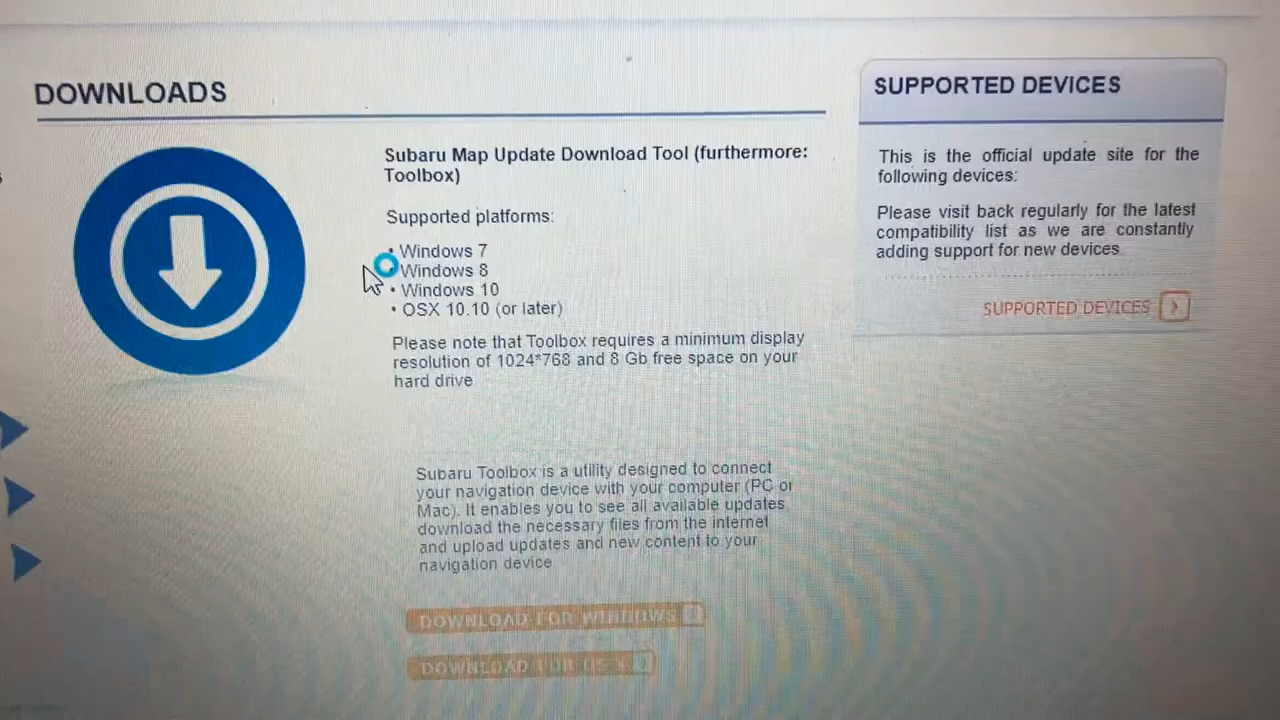 DOWNLOADS
Subaru Map Update Download Tool (furthermore:
Toolbox)
Supported platforms:
• Windows 7
Windows 8
• Windows 10
• OSX 10.10 (or later)
Please note that Toolbox requires a minimum display
resolution of 1024*768 and 8 Gb free space on your
hard drive
Subaru Toolbox is a utility designed to connect
your navigation device with your computer (PC or
Mac). It enables you to see all available updates
download the necessary files from the internet
and upload updates and new content to your
navigation device
DOWNLOAD FOR WINDOWS
DOWNLOAD FOR OS X
SUPPORTED DEVICES
This is the official update site for the
following devices:
Please visit back regularly for the latest
compatibility list as we are constantly
adding support for new devices
SUPPORTED DEVICES